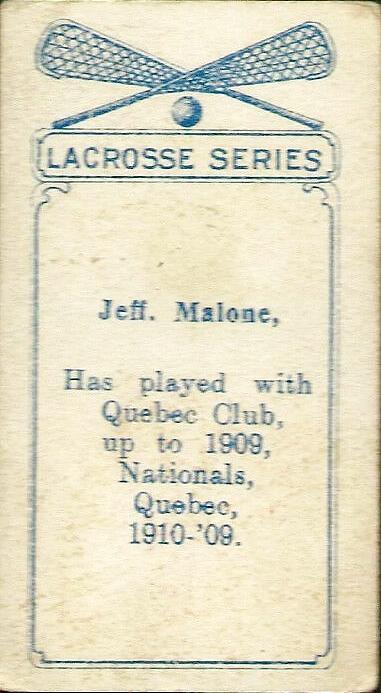 LACROSSE SERIES
Jeff. Malone,
Has played with
Quebec Club,
up to 1909,
Nationals,
Quebec,
1910-'09.